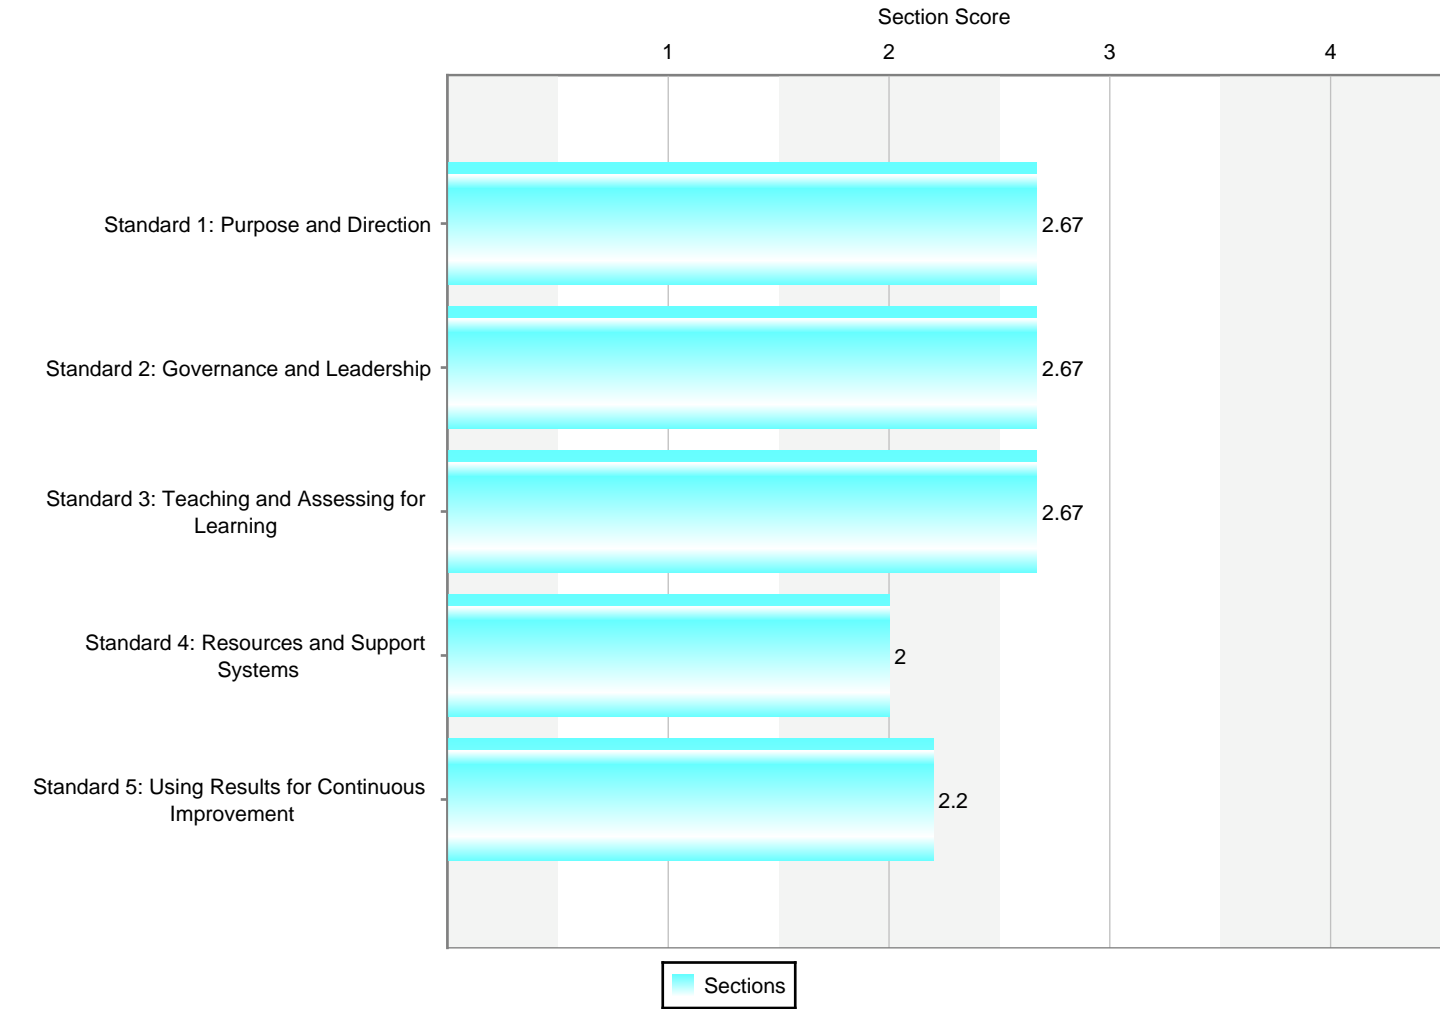 Section Score
1 2 3 4
Standard 1: Purpose and Direction
2.67
Standard 2: Governance and Leadership
2.67
Standard 3: Teaching and Assessing for
Learning
2.67
Standard 4: Resources and Support
Systems
2
Standard 5: Using Results for Continuous
Improvement
2.2
Sections